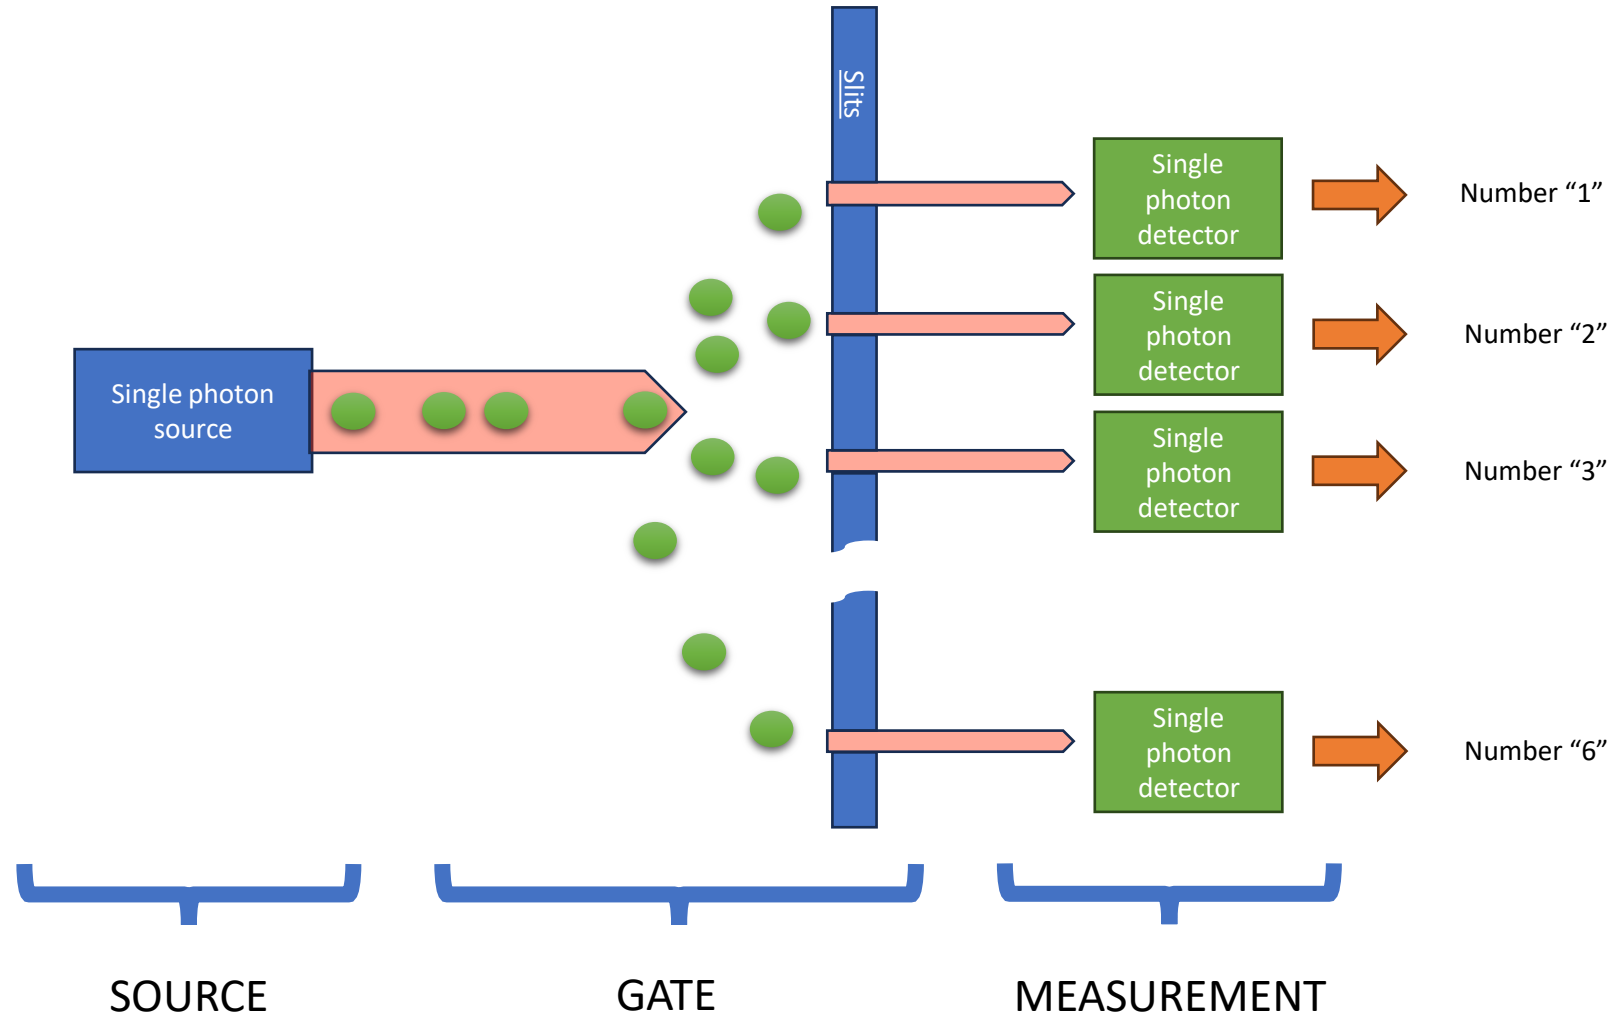 Slits
Single
photon
detector
Number “1”
Single
photon
detector
Number “2”
Single photon
source
Single
photon
detector
Number “3”
Single
photon
detector
Number “6”
SOURCE
GATE
MEASUREMENT